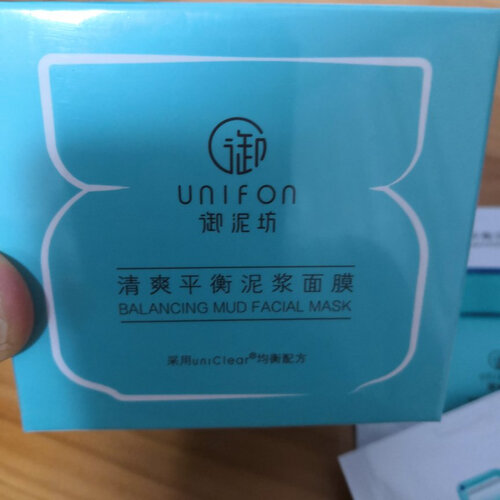 御
UNIFON
御泥坊
清爽平衡泥浆面膜
BALANCING MUD FACIAL MASK
采用uniClear®均衡配方